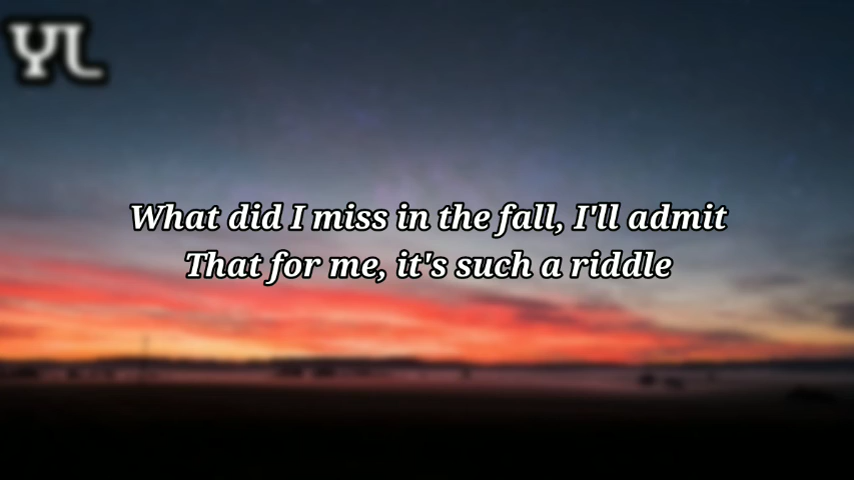 YL
What did I miss in the fall, I'll admit
That for me, it's such a riddle